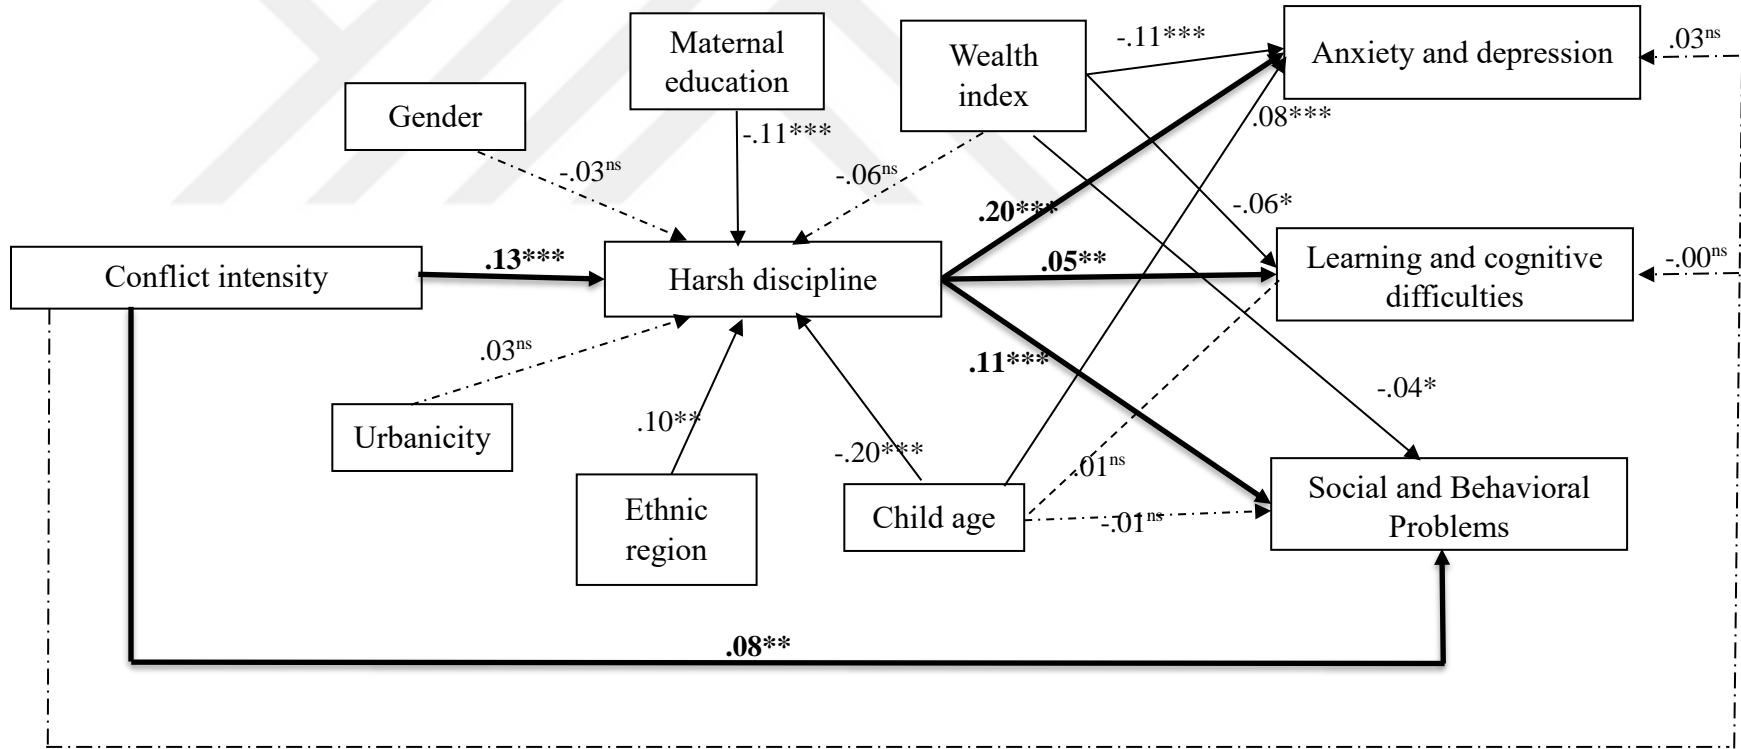 Maternal
education
Wealth
index
-.11***
Anxiety and depression
.03ns
Gender
-.11***
.08***
-.03ns
-.06ns
.20***
-.06*
Conflict intensity
.13***
Harsh discipline
.05**
Learning and cognitive
difficulties
-.00ns
.03ns
.11***
-.04*
Urbanicity
.10**
-.20***
.01ns
Ethnic
region
Child age
-.01ns
Social and Behavioral
Problems
.08**